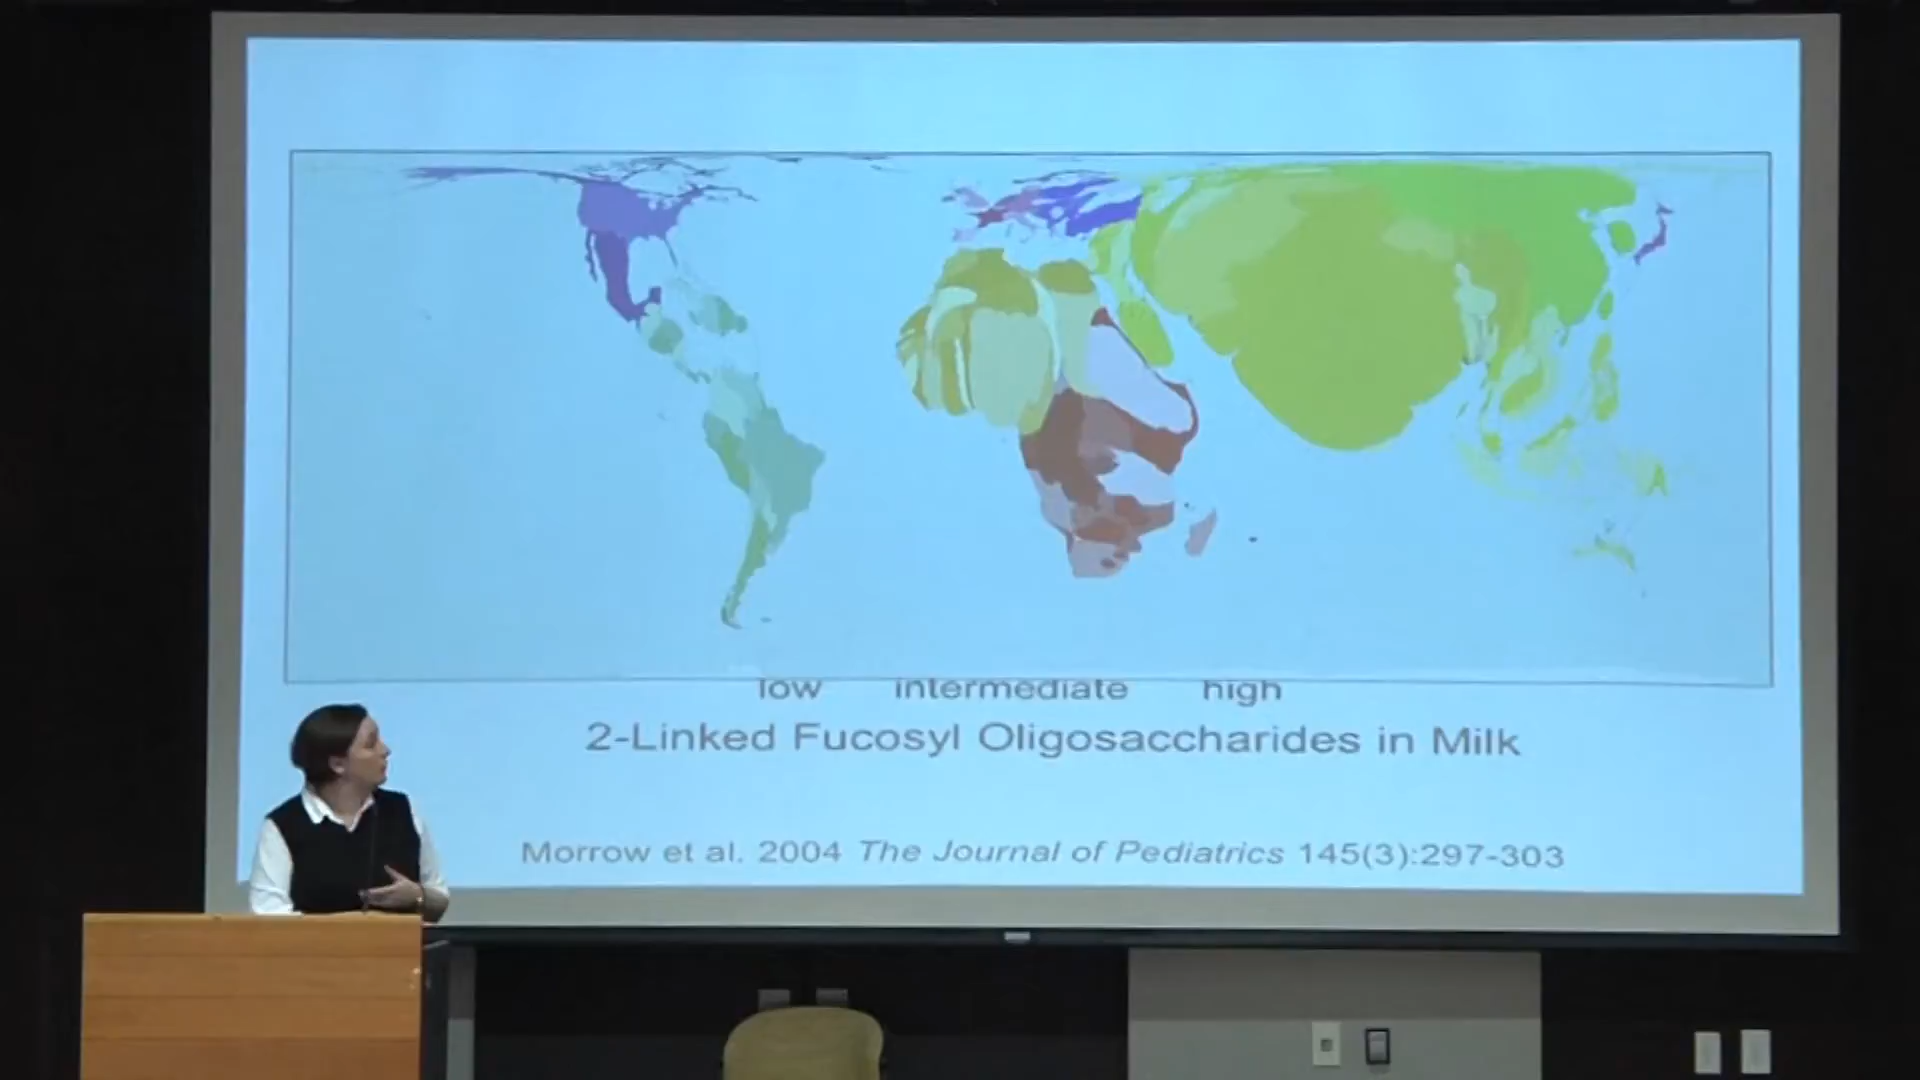 low intermediate high
2-Linked Fucosyl Oligosaccharides in Milk
Morrow et al. 2004 The Journal of Pediatrics 145(3):297-303